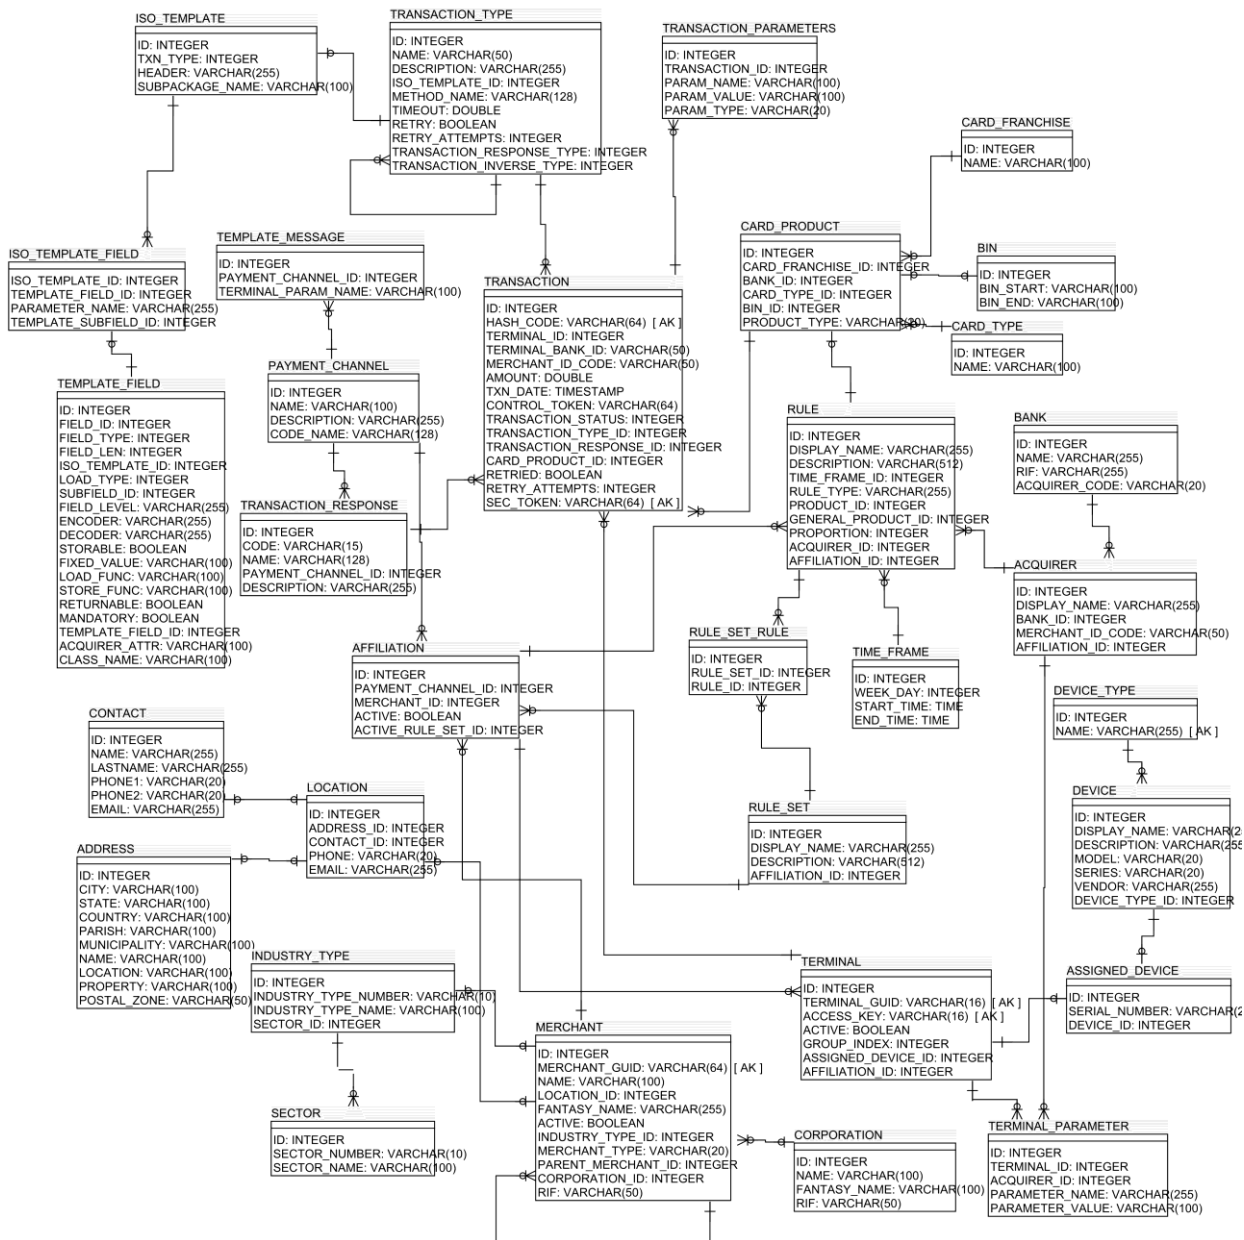 ISO_TEMPLATE
ID: INTEGER
TXN_TYPE: INTEGER
HEADER: VARCHAR(255)
SUBPACKAGE_NAME: VARCHAR(100)
TRANSACTION_TYPE
ID: INTEGER
NAME: VARCHAR(50)
DESCRIPTION: VARCHAR(255)
ISO_TEMPLATE_ID: INTEGER
METHOD_NAME: VARCHAR(128)
TIMEOUT: DOUBLE
RETRY: BOOLEAN
RETRY_ATTEMPTS: INTEGER
TRANSACTION_RESPONSE_TYPE: INTEGER
TRANSACTION_INVERSE_TYPE: INTEGER
TRANSACTION_PARAMETERS
ID: INTEGER
TRANSACTION_ID: INTEGER
PARAM_NAME: VARCHAR(100)
PARAM_VALUE: VARCHAR(100)
PARAM_TYPE: VARCHAR(20)
CARD_FRANCHISE
ID: INTEGER
NAME: VARCHAR(100)
ISO_TEMPLATE_FIELD
ISO_TEMPLATE_ID: INTEGER
TEMPLATE_FIELD_ID: INTEGER
PARAMETER_NAME: VARCHAR(255)
TEMPLATE_SUBFIELD_ID: INTEGER
TEMPLATE_MESSAGE
ID: INTEGER
PAYMENT_CHANNEL_ID: INTEGER
TERMINAL_PARAM_NAME: VARCHAR(100)
TRANSACTION
ID: INTEGER
HASH_CODE: VARCHAR(64) [ AK ]
TERMINAL_ID: INTEGER
TERMINAL_BANK_ID: VARCHAR(50)
MERCHANT_ID_CODE: VARCHAR(50)
AMOUNT: DOUBLE
TXN_DATE: TIMESTAMP
CONTROL_TOKEN: VARCHAR(64)
TRANSACTION_STATUS: INTEGER
TRANSACTION_TYPE_ID: INTEGER
TRANSACTION_RESPONSE_ID: INTEGER
CARD_PRODUCT_ID: INTEGER
RETRIED: BOOLEAN
RETRY_ATTEMPTS: INTEGER
SEC_TOKEN: VARCHAR(64) [ AK ]
CARD_PRODUCT
ID: INTEGER
CARD_FRANCHISE_ID: INTEGER
BANK_ID: INTEGER
CARD_TYPE_ID: INTEGER
BIN_ID: INTEGER
PRODUCT_TYPE: VARCHAR(20)
BIN
ID: INTEGER
BIN_START: VARCHAR(100)
BIN_END: VARCHAR(100)
CARD_TYPE
ID: INTEGER
NAME: VARCHAR(100)
TEMPLATE_FIELD
ID: INTEGER
FIELD_ID: INTEGER
FIELD_TYPE: INTEGER
FIELD_LEN: INTEGER
ISO_TEMPLATE_ID: INTEGER
LOAD_TYPE: INTEGER
SUBFIELD_ID: INTEGER
FIELD_LEVEL: VARCHAR(255)
ENCODER: VARCHAR(255)
DECODER: VARCHAR(255)
STORABLE: BOOLEAN
FIXED_VALUE: VARCHAR(100)
LOAD_FUNC: VARCHAR(100)
STORE_FUNC: VARCHAR(100)
RETURNABLE: BOOLEAN
MANDATORY: BOOLEAN
TEMPLATE_FIELD_ID: INTEGER
ACQUIRER_ATTR: VARCHAR(100)
CLASS_NAME: VARCHAR(100)
PAYMENT_CHANNEL
ID: INTEGER
NAME: VARCHAR(100)
DESCRIPTION: VARCHAR(255)
CODE_NAME: VARCHAR(128)
TRANSACTION_RESPONSE
ID: INTEGER
CODE: VARCHAR(15)
NAME: VARCHAR(128)
PAYMENT_CHANNEL_ID: INTEGER
DESCRIPTION: VARCHAR(255)
RULE
ID: INTEGER
DISPLAY_NAME: VARCHAR(255)
DESCRIPTION: VARCHAR(512)
TIME_FRAME_ID: INTEGER
RULE_TYPE: VARCHAR(255)
PRODUCT_ID: INTEGER
GENERAL_PRODUCT_ID: INTEGER
PROPORTION: INTEGER
ACQUIRER_ID: INTEGER
AFFILIATION_ID: INTEGER
BANK
ID: INTEGER
NAME: VARCHAR(255)
RIF: VARCHAR(255)
ACQUIRER_CODE: VARCHAR(20)
ACQUIRER
ID: INTEGER
DISPLAY_NAME: VARCHAR(255)
BANK_ID: INTEGER
MERCHANT_ID_CODE: VARCHAR(50)
AFFILIATION_ID: INTEGER
AFFILIATION
ID: INTEGER
PAYMENT_CHANNEL_ID: INTEGER
MERCHANT_ID: INTEGER
ACTIVE: BOOLEAN
ACTIVE_RULE_SET_ID: INTEGER
RULE_SET_RULE
ID: INTEGER
RULE_SET_ID: INTEGER
RULE_ID: INTEGER
TIME_FRAME
ID: INTEGER
WEEK_DAY: INTEGER
START_TIME: TIME
END_TIME: TIME
DEVICE_TYPE
ID: INTEGER
NAME: VARCHAR(255) [ AK ]
CONTACT
ID: INTEGER
NAME: VARCHAR(255)
LASTNAME: VARCHAR(255)
PHONE1: VARCHAR(20)
PHONE2: VARCHAR(20)
EMAIL: VARCHAR(255)
LOCATION
ID: INTEGER
ADDRESS_ID: INTEGER
CONTACT_ID: INTEGER
PHONE: VARCHAR(20)
EMAIL: VARCHAR(255)
RULE_SET
ID: INTEGER
DISPLAY_NAME: VARCHAR(255)
DESCRIPTION: VARCHAR(512)
AFFILIATION_ID: INTEGER
DEVICE
ID: INTEGER
DISPLAY_NAME: VARCHAR(2
DESCRIPTION: VARCHAR(255
MODEL: VARCHAR(20)
SERIES: VARCHAR(20)
VENDOR: VARCHAR(255)
DEVICE_TYPE_ID: INTEGER
ADDRESS
ID: INTEGER
CITY: VARCHAR(100)
STATE: VARCHAR(100)
COUNTRY: VARCHAR(100)
PARISH: VARCHAR(100)
MUNICIPALITY: VARCHAR(100)
NAME: VARCHAR(100)
LOCATION: VARCHAR(100)
PROPERTY: VARCHAR(100)
POSTAL_ZONE: VARCHAR(50)
INDUSTRY_TYPE
ID: INTEGER
INDUSTRY_TYPE_NUMBER: VARCHAR(10)
INDUSTRY_TYPE_NAME: VARCHAR(100)
SECTOR_ID: INTEGER
TERMINAL
ID: INTEGER
TERMINAL_GUID: VARCHAR(16) [ AK ]
ACCESS_KEY: VARCHAR(16) [ AK ]
ACTIVE: BOOLEAN
GROUP_INDEX: INTEGER
ASSIGNED_DEVICE_ID: INTEGER
AFFILIATION_ID: INTEGER
ASSIGNED_DEVICE
ID: INTEGER
SERIAL_NUMBER: VARCHAR(2
DEVICE_ID: INTEGER
MERCHANT
ID: INTEGER
MERCHANT_GUID: VARCHAR(64) [ AK ]
NAME: VARCHAR(100)
LOCATION_ID: INTEGER
FANTASY_NAME: VARCHAR(255)
ACTIVE: BOOLEAN
INDUSTRY_TYPE_ID: INTEGER
MERCHANT_TYPE: VARCHAR(20)
PARENT_MERCHANT_ID: INTEGER
CORPORATION_ID: INTEGER
RIF: VARCHAR(50)
SECTOR
ID: INTEGER
SECTOR_NUMBER: VARCHAR(10)
SECTOR_NAME: VARCHAR(100)
CORPORATION
ID: INTEGER
NAME: VARCHAR(100)
FANTASY_NAME: VARCHAR(100)
RIF: VARCHAR(50)
TERMINAL_PARAMETER
ID: INTEGER
TERMINAL_ID: INTEGER
ACQUIRER_ID: INTEGER
PARAMETER_NAME: VARCHAR(255)
PARAMETER_VALUE: VARCHAR(100)